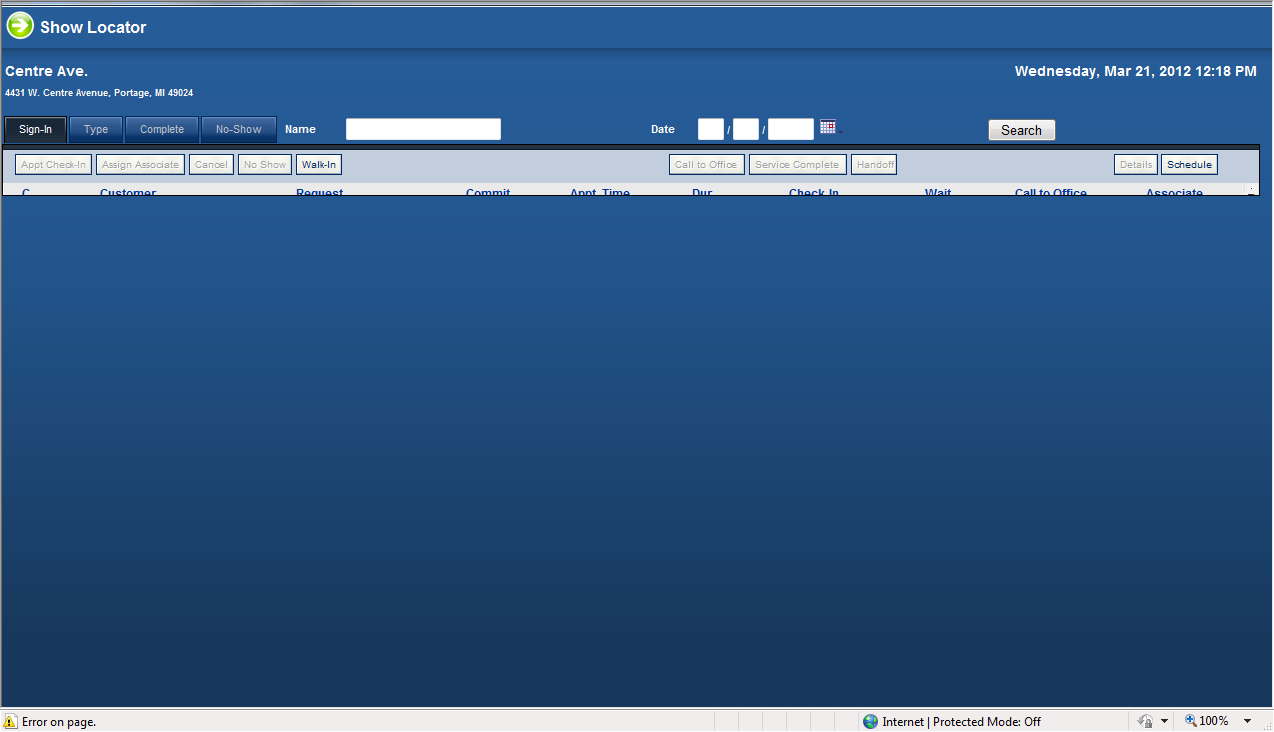 Show Locator
Centre Ave. Wednesday, Mar 21, 2012 12:18 PM
4431 W. Centre Avenue, Portage, MI 49024
Sign-In Type Complete No-Show Name Date / / Search
Appt Check-In Assign Associate Cancel No Show Walk-In Call to Office Service Complete Handoff Details Schedule
C Customer Request Commit Appt. Time Dur Check In Wait Call to Office Associate
Error on page. Internet | Protected Mode: Off 100%